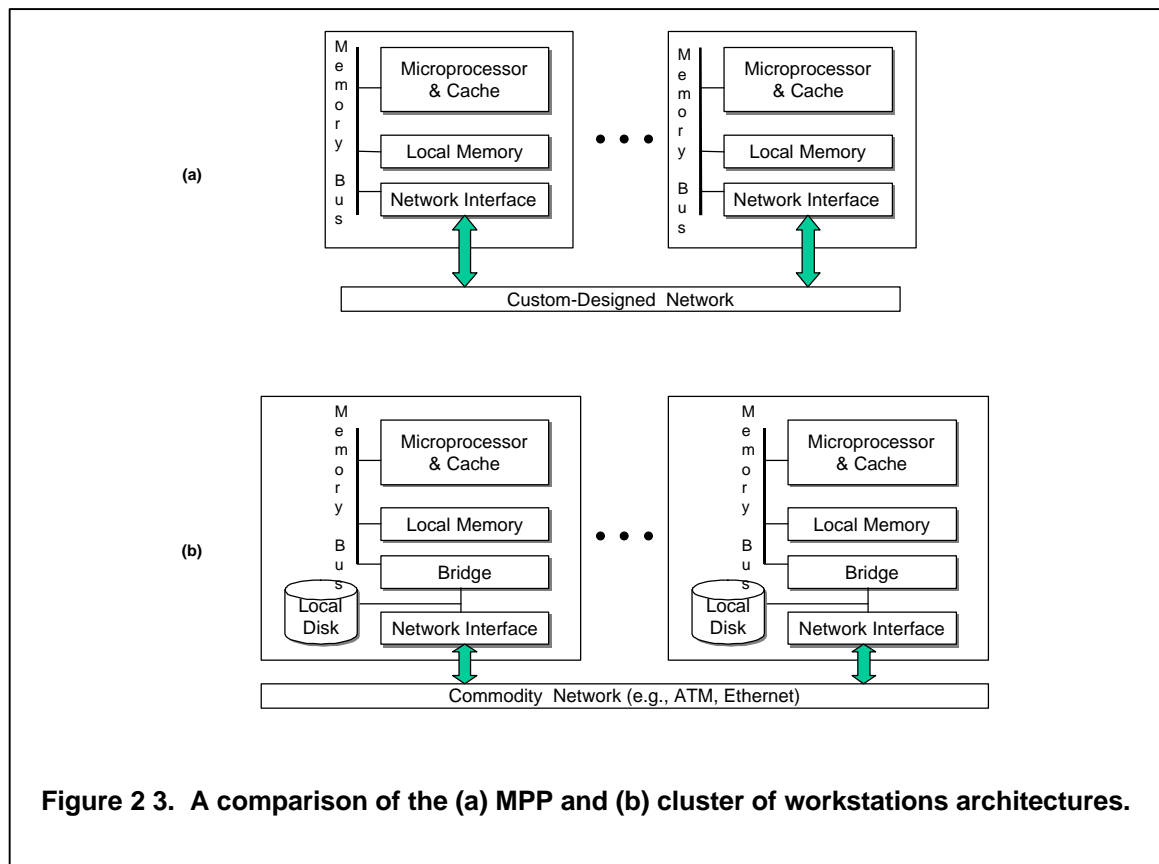 Memory Bus
Microprocessor
& Cache
Local Memory
Network Interface
Memory Bus
Microprocessor
& Cache
Local Memory
Network Interface
(a)
Custom-Designed Network
Memory Bus
Microprocessor
& Cache
Local Memory
Bridge
Local
Disk
Network Interface
Memory Bus
Microprocessor
& Cache
Local Memory
Bridge
Local
Disk
Network Interface
(b)
Commodity Network (e.g., ATM, Ethernet)
Figure 2 3. A comparison of the (a) MPP and (b) cluster of workstations architectures.